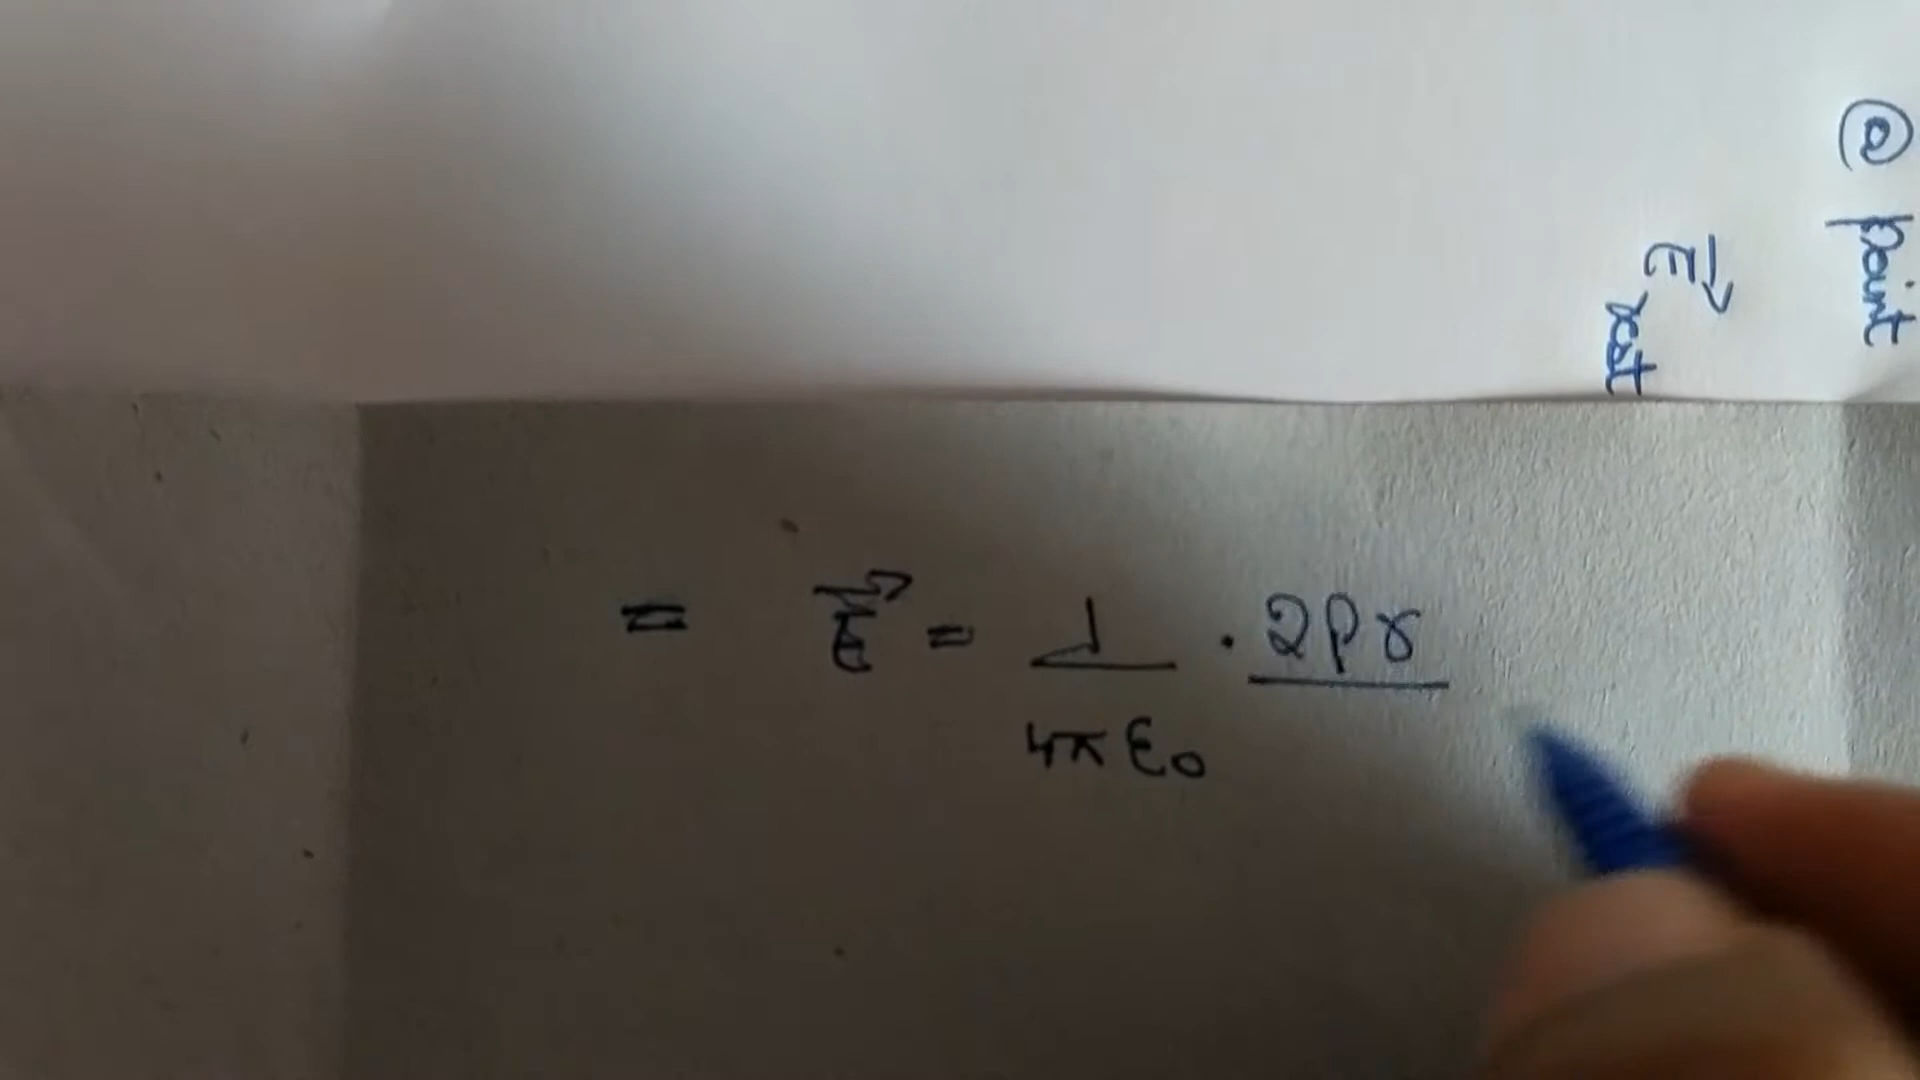 @ point
E⃗ rest
= E⃗ = 1/4πε₀ · 2pr